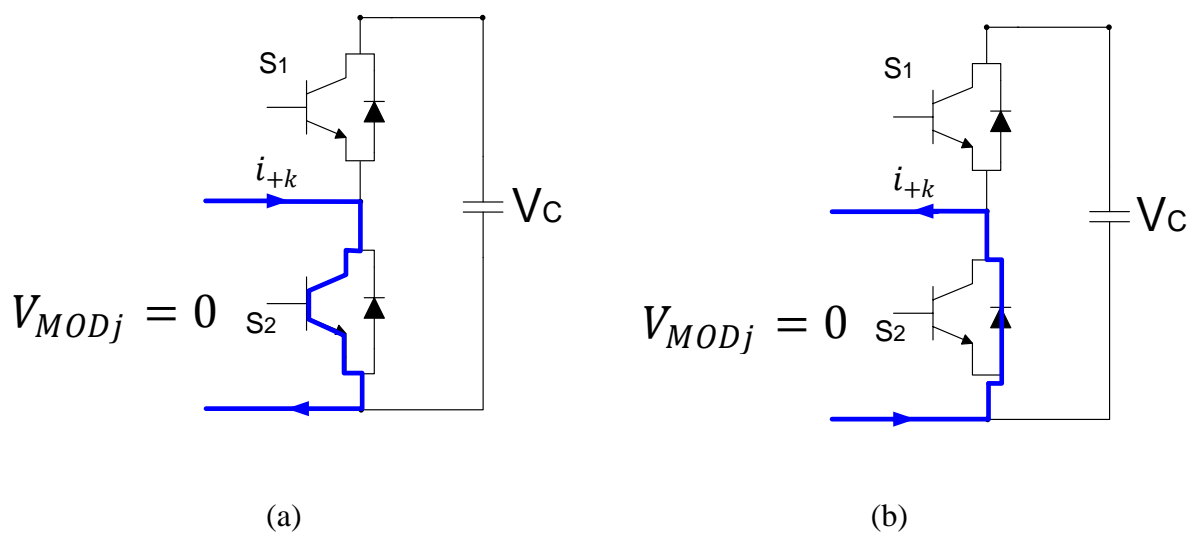 S1
i+k
VC
VMODj = 0
S2
(a)
S1
i+k
VC
VMODj = 0
S2
(b)